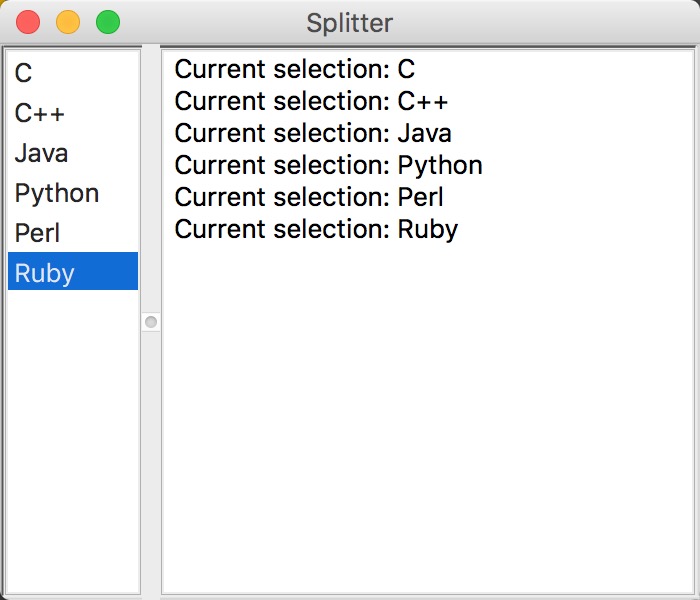 Splitter
C
C++
Java
Python
Perl
Ruby
Current selection: C
Current selection: C++
Current selection: Java
Current selection: Python
Current selection: Perl
Current selection: Ruby